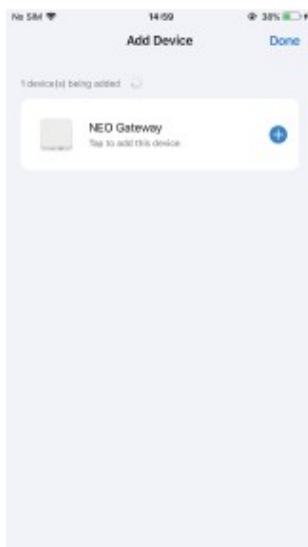 No SIM 14:59 38%
Add Device Done
1 device(s) being added
NEO Gateway
Tap to add this device